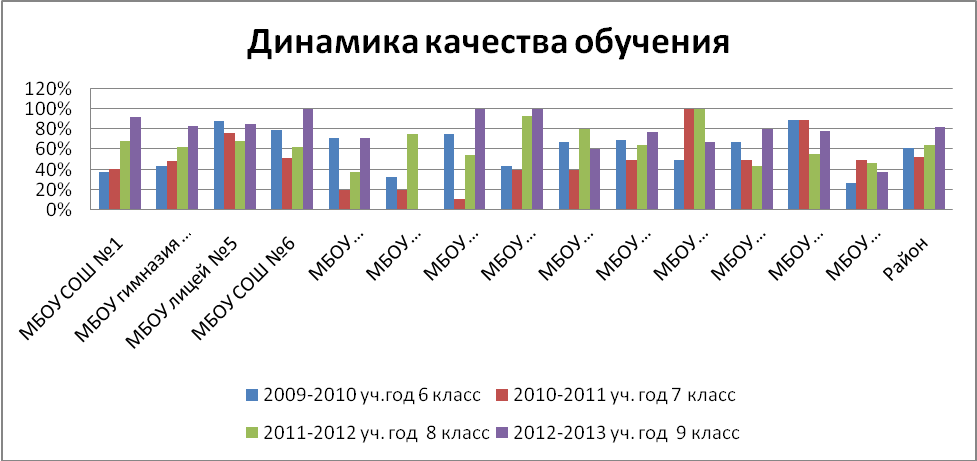 Динамика качества обучения
120%
100%
80%
60%
40%
20%
0%
МБОУ СОШ №1
МБОУ гимназия...
МБОУ лицей №5
МБОУ СОШ №6
МБОУ...
МБОУ...
МБОУ...
МБОУ...
МБОУ...
МБОУ...
МБОУ...
МБОУ...
МБОУ...
МБОУ...
Район
2009-2010 уч.год 6 класс
2010-2011 уч. год 7 класс
2011-2012 уч. год 8 класс
2012-2013 уч. год 9 класс